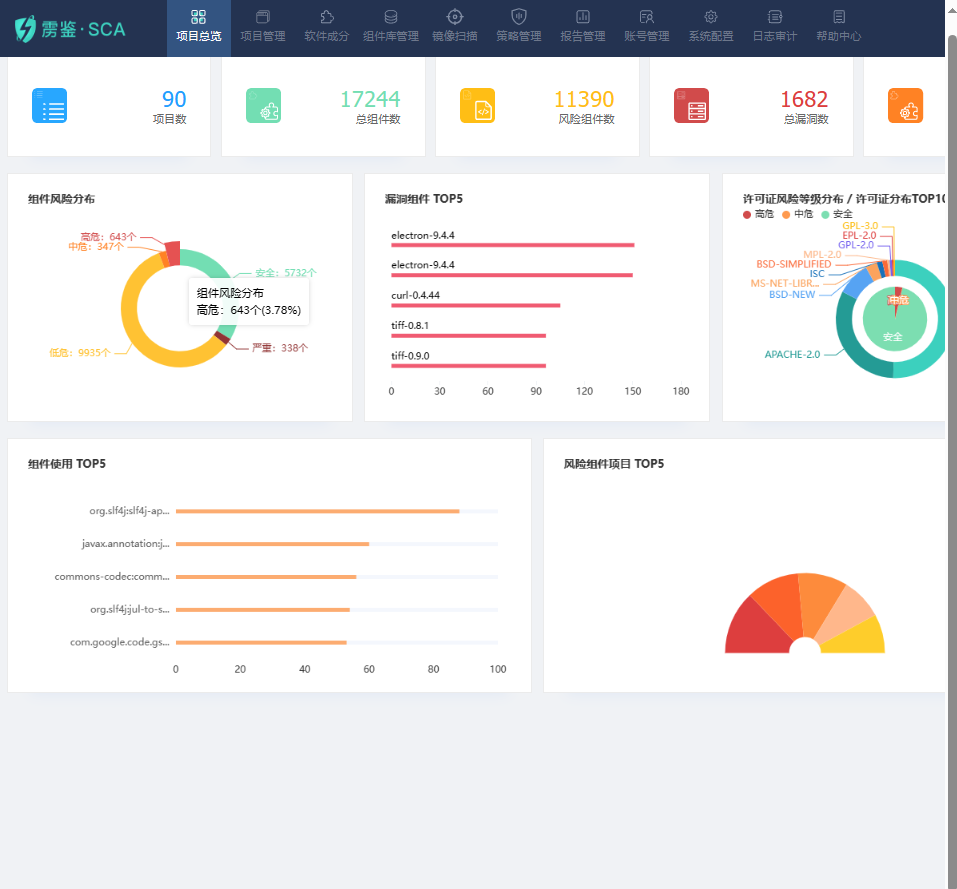 雳鉴·SCA
项目总览
项目管理
软件成分
组件库管理
镜像扫描
策略管理
报告管理
账号管理
系统配置
日志审计
帮助中心
90
项目数
17244
总组件数
11390
风险组件数
1682
总漏洞数
组件风险分布
高危：643个
中危：347个
安全：5732个
组件风险分布
高危：643个(3.78%)
低危：9935个
严重：338个
漏洞组件 TOP5
electron-9.4.4
electron-9.4.4
curl-0.4.44
tiff-0.8.1
tiff-0.9.0
0 30 60 90 120 150 180
许可证风险等级分布 / 许可证分布TOP10
高危 中危 安全
GPL-3.0
EPL-2.0
GPL-2.0
MPL-2.0
BSD-SIMPLIFIED
ISC
MS-NET-LIBR...
BSD-NEW
APACHE-2.0
中危
安全
组件使用 TOP5
org.slf4j:slf4j-ap...
javax.annotation:j...
commons-codec:comm...
org.slf4j:jul-to-s...
com.google.code.gs...
0 20 40 60 80 100
风险组件项目 TOP5